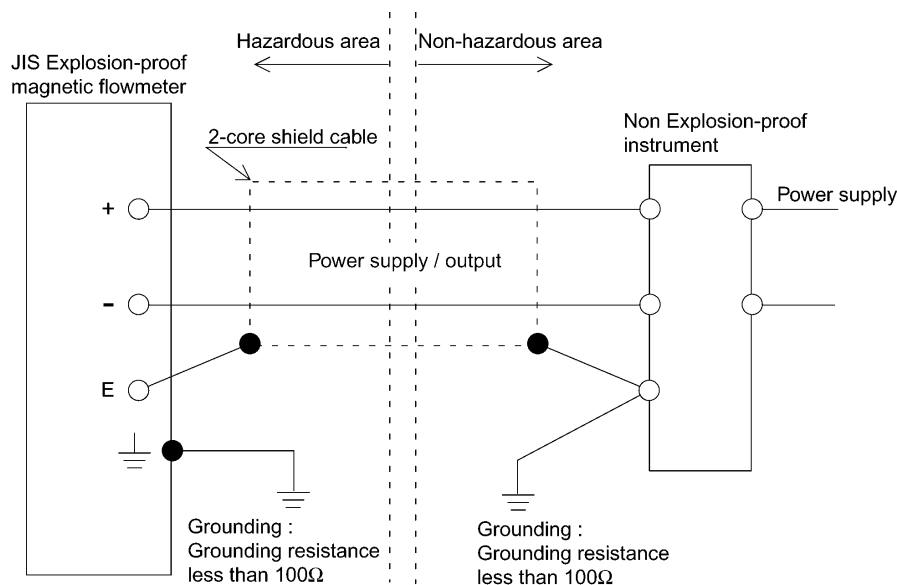 Hazardous area
Non-hazardous area
JIS Explosion-proof
magnetic flowmeter
2-core shield cable
Non Explosion-proof
instrument
+
Power supply
Power supply / output
-
E
Grounding :
Grounding resistance
less than 100Ω
Grounding :
Grounding resistance
less than 100Ω